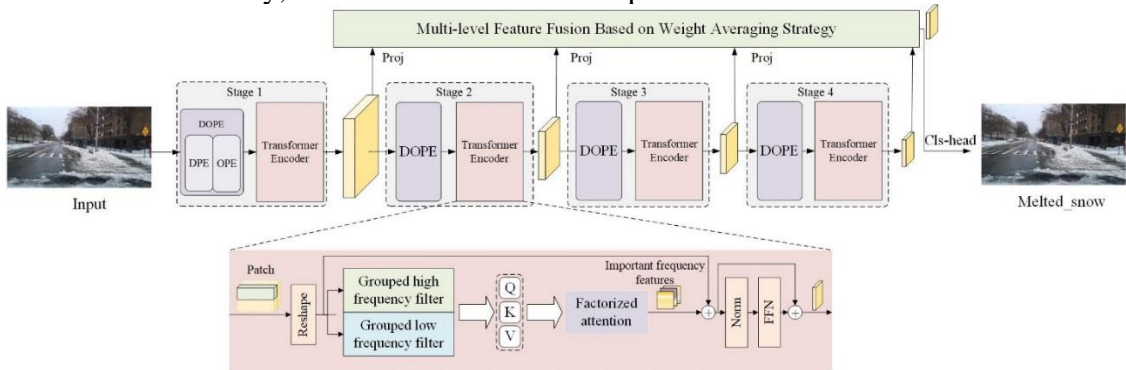 Multi-level Feature Fusion Based on Weight Averaging Strategy
Proj
Proj
Proj
Proj
Stage 1
Stage 2
Stage 3
Stage 4
DOPE
DPE
OPE
Transformer
Encoder
DOPE
Transformer
Encoder
DOPE
Transformer
Encoder
DOPE
Transformer
Encoder
Cls-head
Input
Melted_snow
Patch
Reshape
Grouped high
frequency filter
Grouped low
frequency filter
Q
K
V
Factorized
attention
Important frequency
features
Norm
FFN